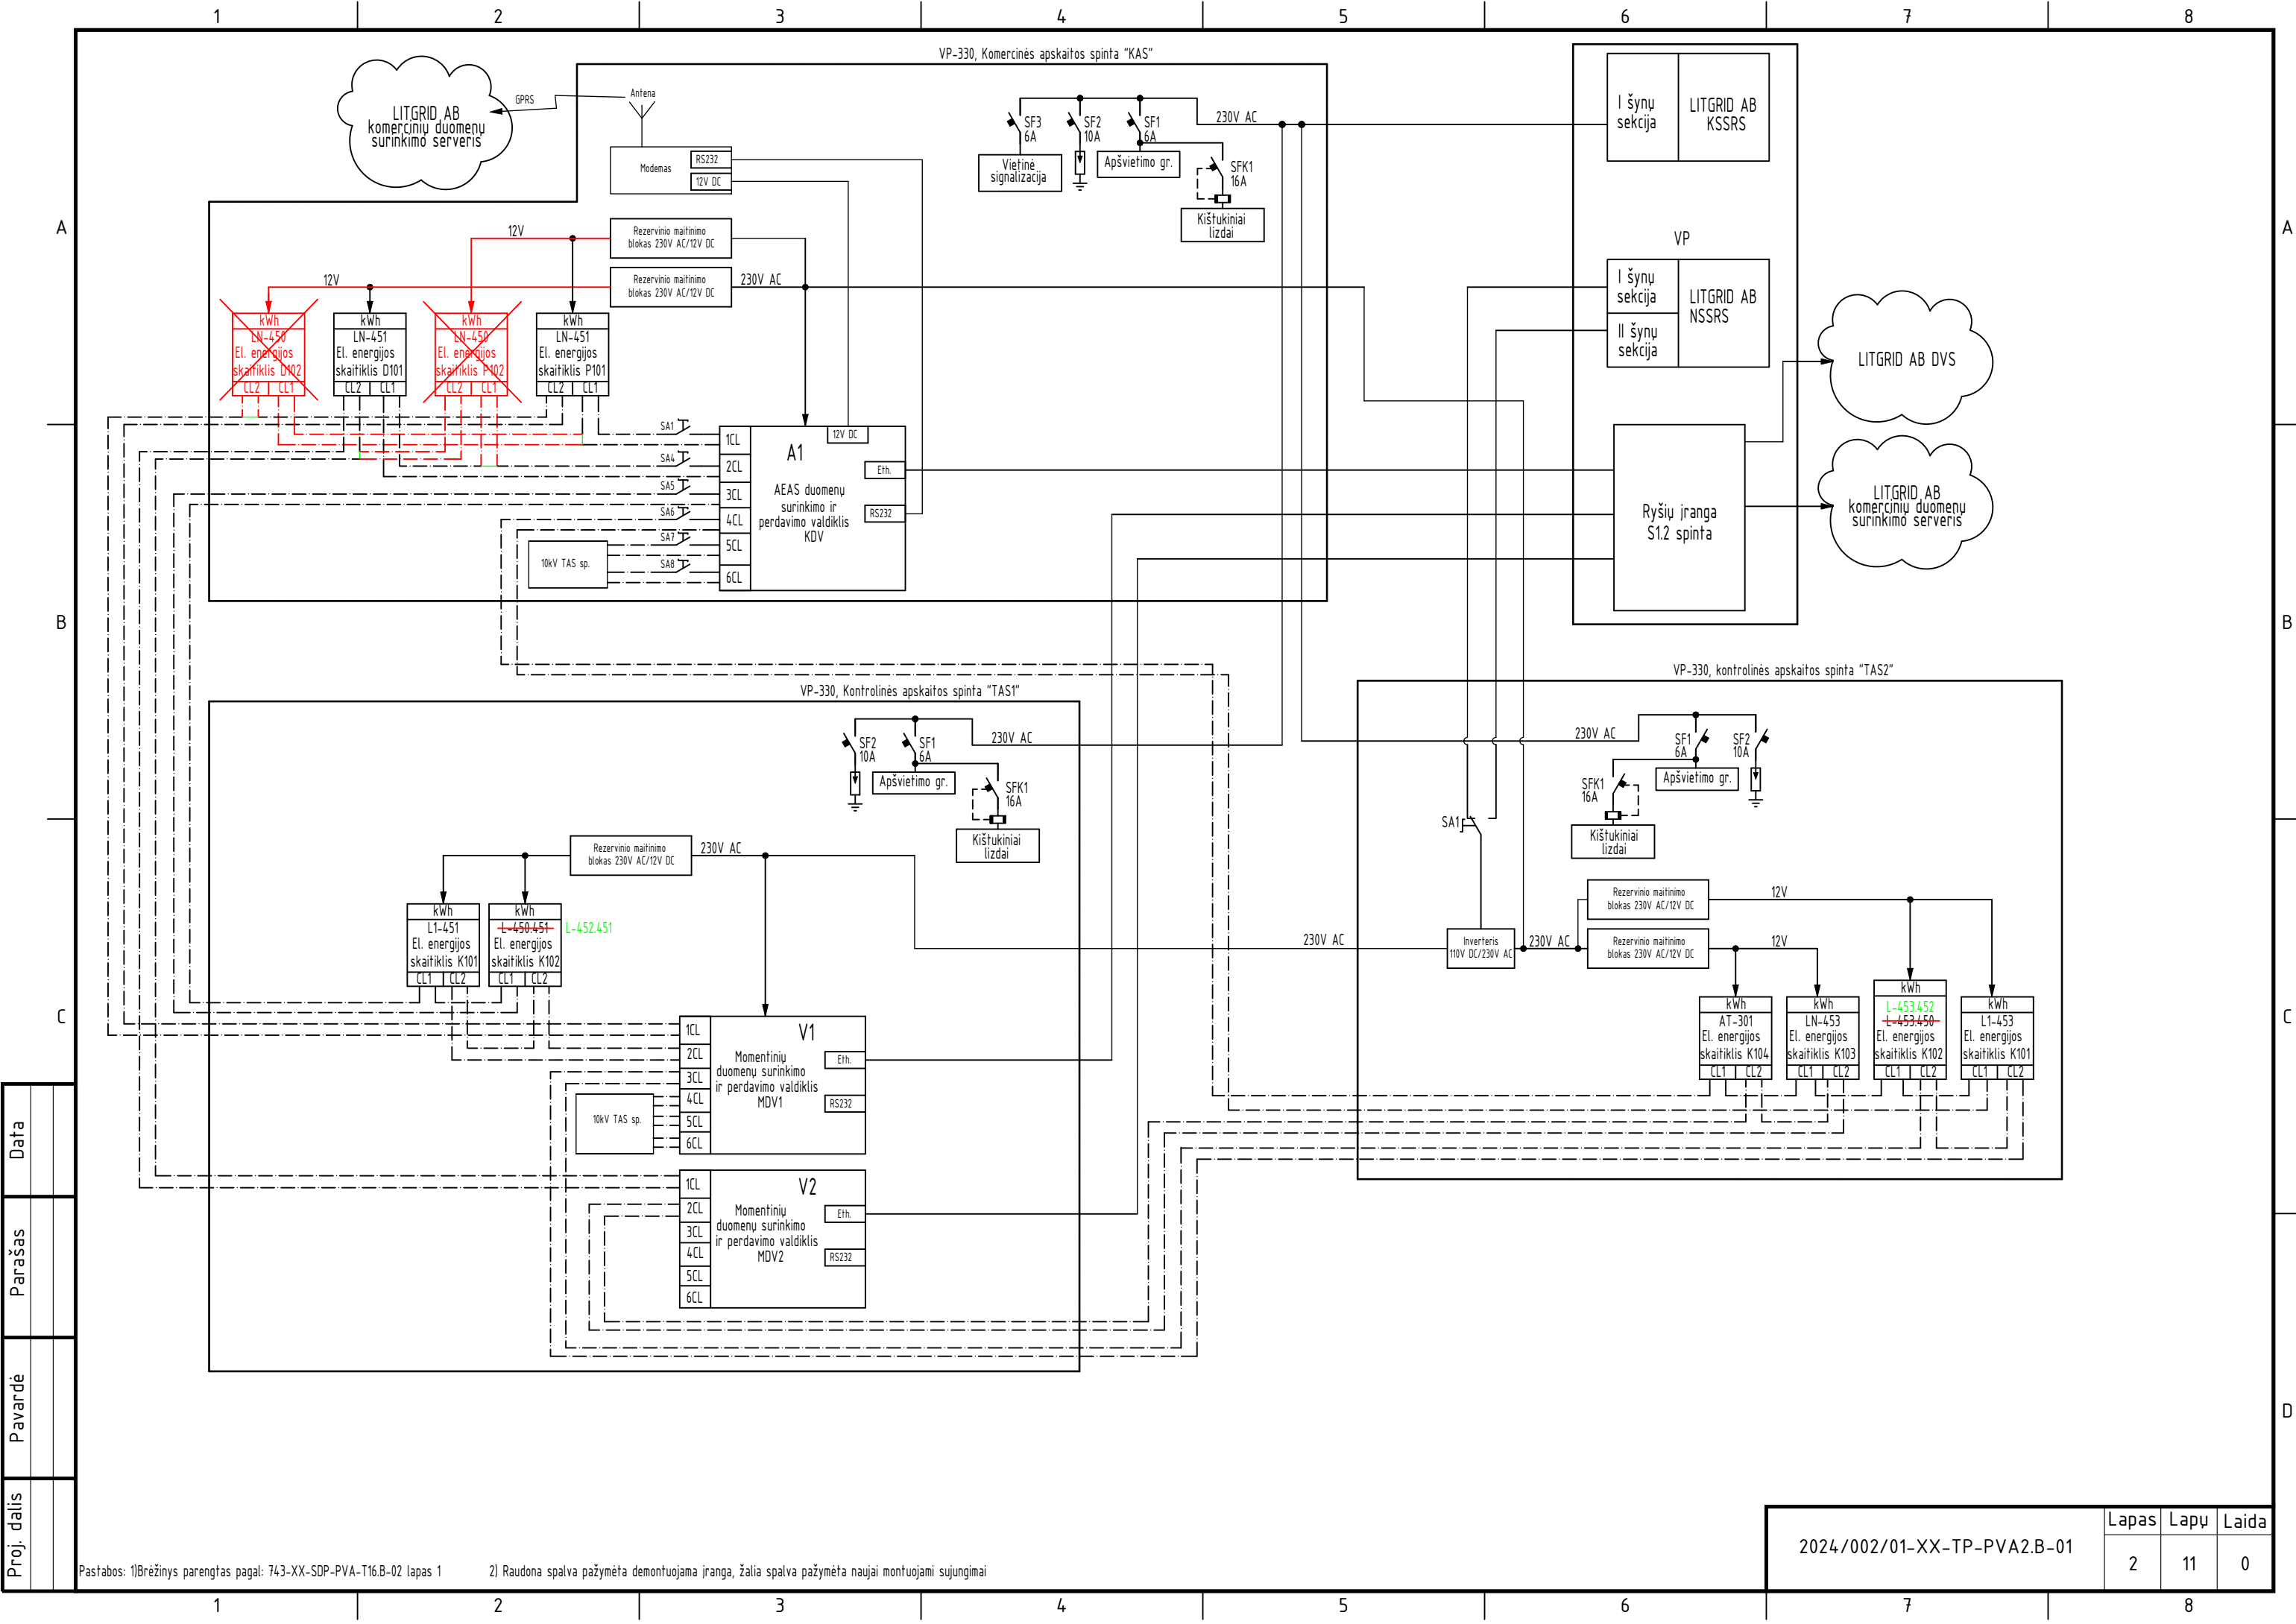 1 2 3 4 5 6 7 8
VP-330, Komercinės apskaitos spinta "KAS"
LITGRID AB
komercinių duomenų
surinkimo serveris
GPRS
Antena
Modemas
RS232
12V DC
SF3
6A
SF2
10A
SF1
6A
230V AC
Vietinė
signalizacija
Apšvietimo gr.
SFK1
16A
Kištukiniai
lizdai
I šynų
sekcija
LITGRID AB
KSSRS
VP
I šynų
sekcija
II šynų
sekcija
LITGRID AB
NSSRS
LITGRID AB DVS
LITGRID AB
komercinių duomenų
surinkimo serveris
Ryšių įranga
S1.2 spinta
A
A
12V
Rezervinio maitinimo
blokas 230V AC/12V DC
12V
Rezervinio maitinimo
blokas 230V AC/12V DC
230V AC
kWh
LN-450
El. energijos
skaitiklis D102
CL2 CL1
kWh
LN-451
El. energijos
skaitiklis D101
CL2 CL1
kWh
LN-450
El. energijos
skaitiklis P102
CL2 CL1
kWh
LN-451
El. energijos
skaitiklis P101
CL2 CL1
SA1
SA4
SA5
SA6
SA7
SA8
1CL
2CL
3CL
4CL
5CL
6CL
12V DC
A1
Eth.
AEAS duomenų
surinkimo ir
perdavimo valdiklis
KDV
RS232
10kV TAS sp.
B
B
VP-330, Kontrolinės apskaitos spinta "TAS1"
SF2
10A
SF1
6A
230V AC
Apšvietimo gr.
SFK1
16A
Kištukiniai
lizdai
Rezervinio maitinimo
blokas 230V AC/12V DC
230V AC
kWh
L1-451
El. energijos
skaitiklis K101
CL1 CL2
kWh
L-450.451
El. energijos
skaitiklis K102
CL1 CL2
L-452.451
1CL
2CL
3CL
4CL
5CL
6CL
V1
Momentinių
duomenų surinkimo
ir perdavimo valdiklis
MDV1
Eth.
RS232
10kV TAS sp.
1CL
2CL
3CL
4CL
5CL
6CL
V2
Momentinių
duomenų surinkimo
ir perdavimo valdiklis
MDV2
Eth.
RS232
VP-330, kontrolinės apskaitos spinta "TAS2"
230V AC
SF1
6A
SF2
10A
Apšvietimo gr.
SFK1
16A
Kištukiniai
lizdai
SA1
230V AC
Inverteris
110V DC/230V AC
230V AC
Rezervinio maitinimo
blokas 230V AC/12V DC
12V
Rezervinio maitinimo
blokas 230V AC/12V DC
12V
kWh
AT-301
El. energijos
skaitiklis K104
CL1 CL2
kWh
LN-453
El. energijos
skaitiklis K103
CL1 CL2
kWh
L-453.452
L-453.450
El. energijos
skaitiklis K102
CL1 CL2
kWh
L1-453
El. energijos
skaitiklis K101
CL1 CL2
C
C
D
Data
Parašas
Pavardė
Proj. dalis
Pastabos: 1)Brėžinys parengtas pagal: 743-XX-SDP-PVA-T16.B-02 lapas 1
2) Raudona spalva pažymėta demontuojama įranga, žalia spalva pažymėta naujai montuojami sujungimai
2024/002/01-XX-TP-PVA2.B-01
Lapas Lapų Laida
2 11 0
1 2 3 4 5 6 7 8